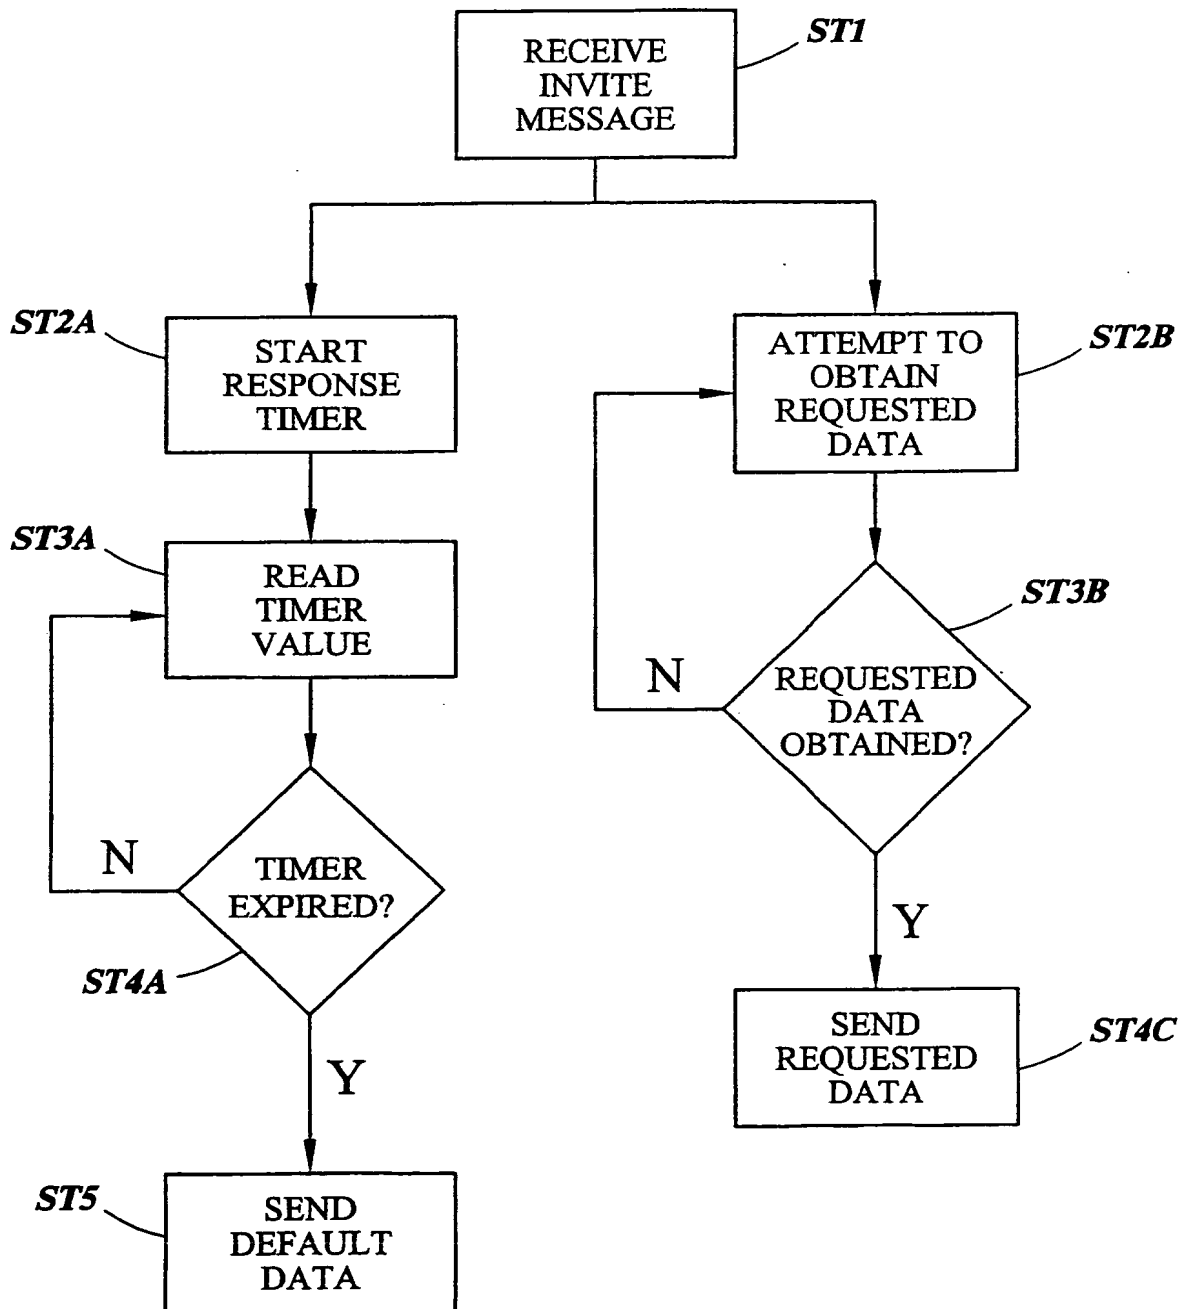 ST1
RECEIVE
INVITE
MESSAGE
ST2A
START
RESPONSE
TIMER
ST2B
ATTEMPT TO
OBTAIN
REQUESTED
DATA
ST3A
READ
TIMER
VALUE
ST3B
REQUESTED
DATA
OBTAINED?
N
N
TIMER
EXPIRED?
ST4A
Y
Y
SEND
REQUESTED
DATA
ST4C
ST5
SEND
DEFAULT
DATA